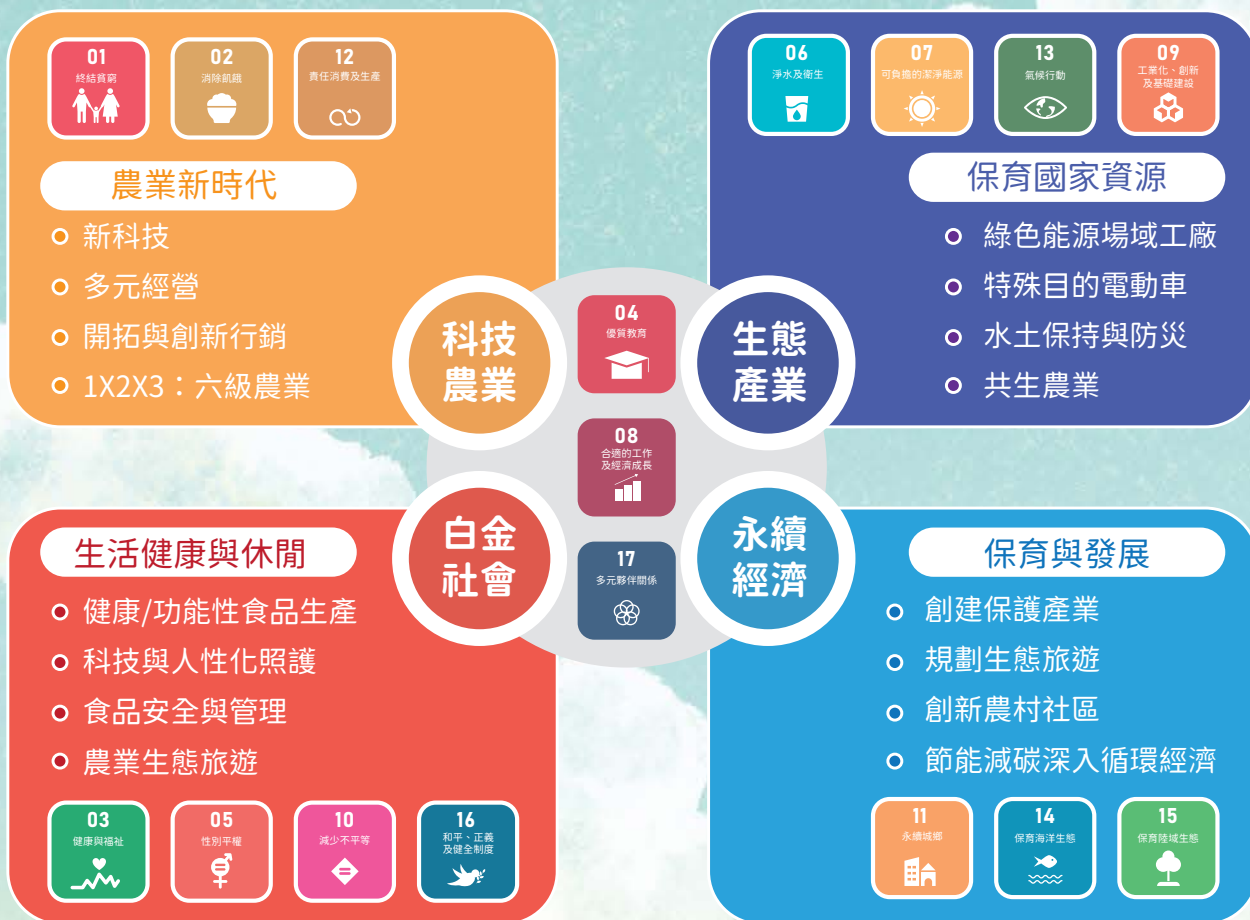 01
終結貧窮
02
消除飢餓
12
責任消費及生產
農業新時代
新科技
多元經營
開拓與創新行銷
1X2X3：六級農業
科技
農業
06
淨水及衛生
07
可負擔的潔淨能源
13
氣候行動
09
工業化、創新
及基礎建設
保育國家資源
綠色能源場域工廠
特殊目的電動車
水土保持與防災
共生農業
生態
產業
04
優質教育
08
合適的工作
及經濟成長
17
多元夥伴關係
白金
社會
生活健康與休閒
健康/功能性食品生產
科技與人性化照護
食品安全與管理
農業生態旅遊
03
健康與福祉
05
性別平權
10
減少不平等
16
和平、正義
及健全制度
永續
經濟
保育與發展
創建保護產業
規劃生態旅遊
創新農村社區
節能減碳深入循環經濟
11
永續城鄉
14
保育海洋生態
15
保育陸域生態